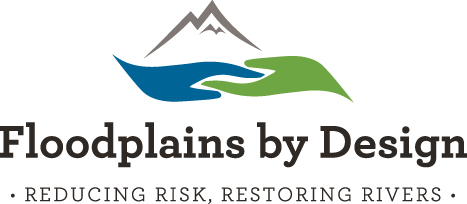 Floodplains by Design
· REDUCING RISK, RESTORING RIVERS ·